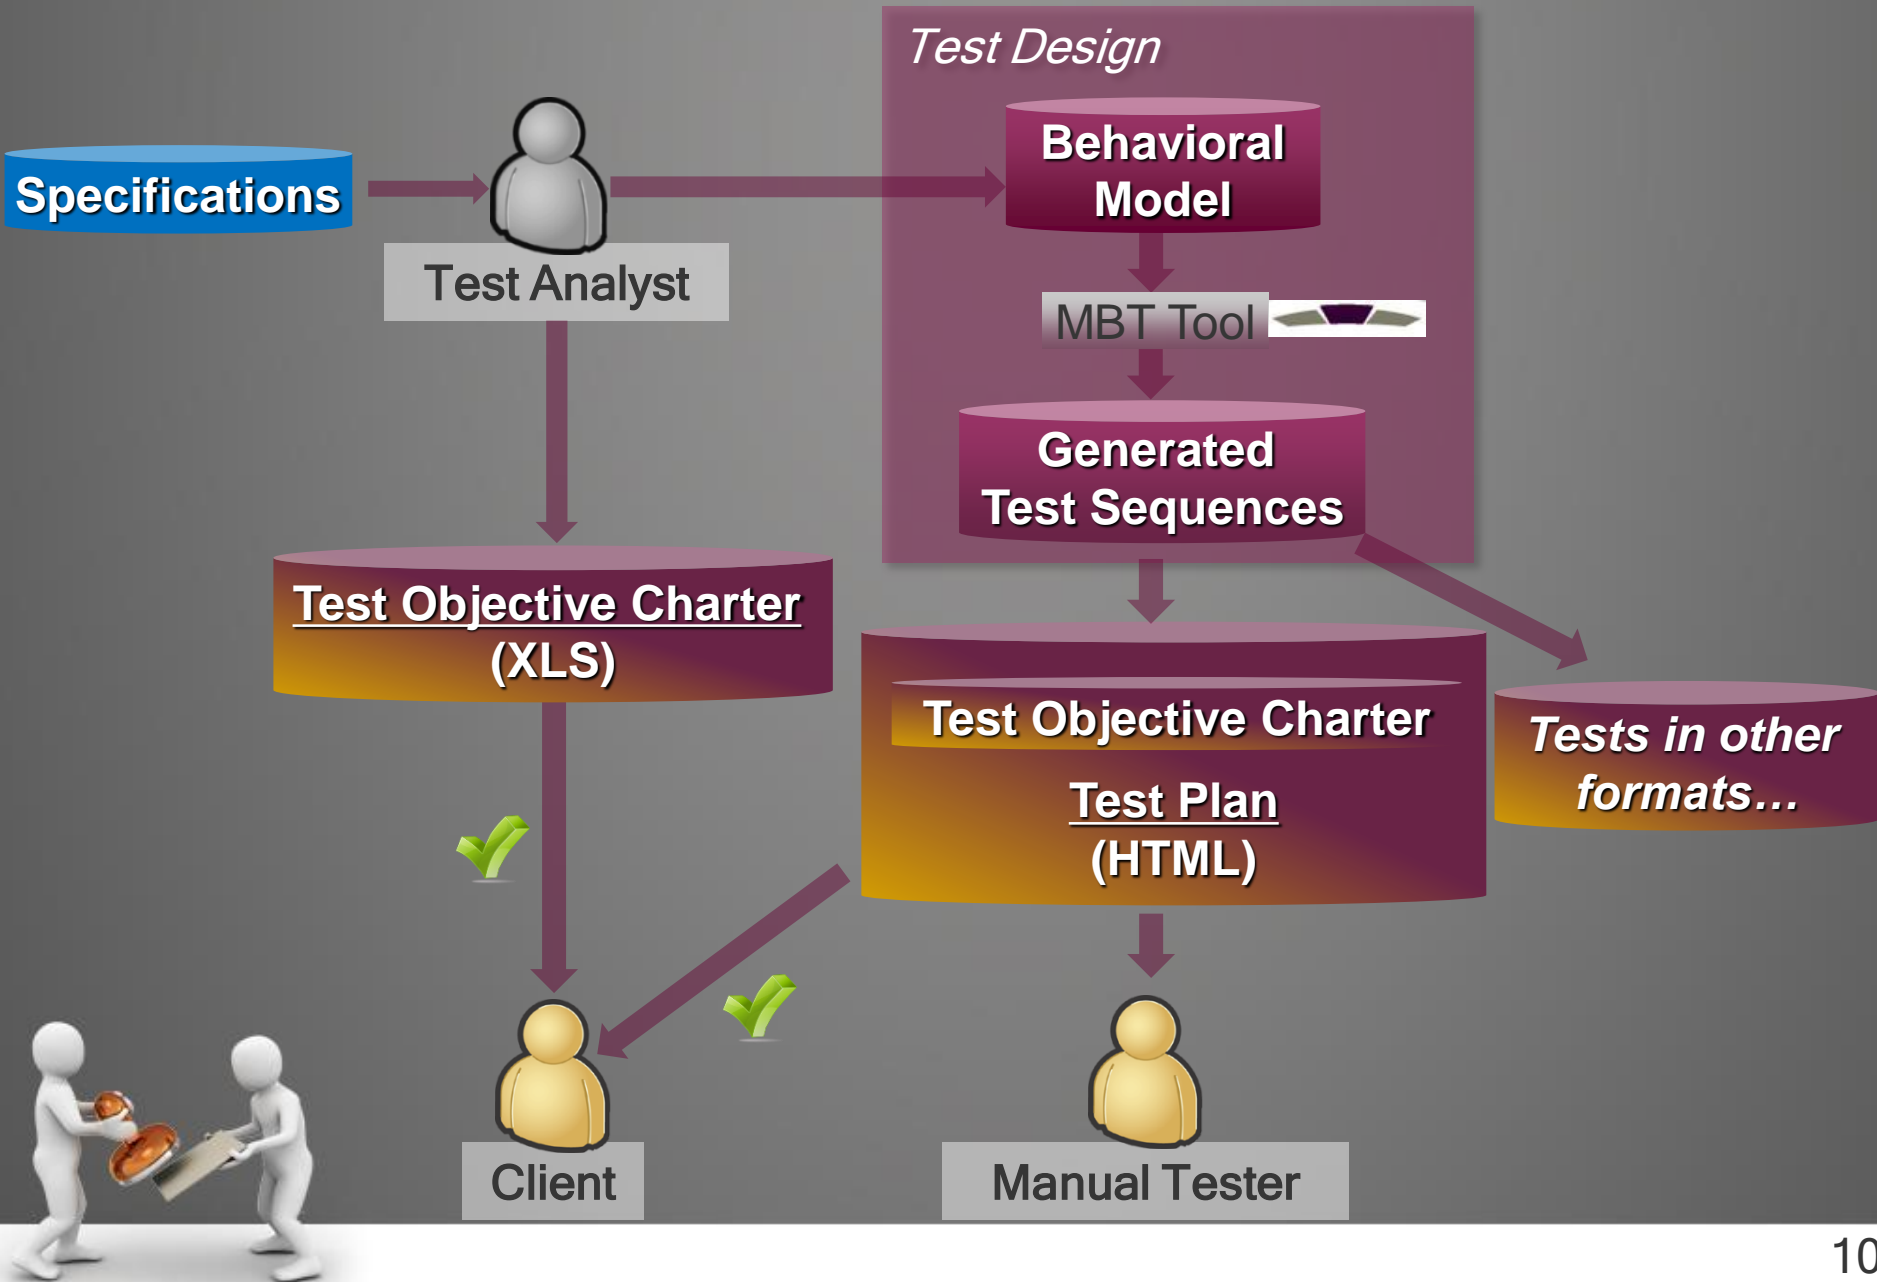 Test Design
Behavioral
Model
Specifications
Test Analyst
MBT Tool
Generated
Test Sequences
Test Objective Charter
(XLS)
Test Objective Charter
Test Plan
(HTML)
Tests in other
formats…
Client
Manual Tester
10